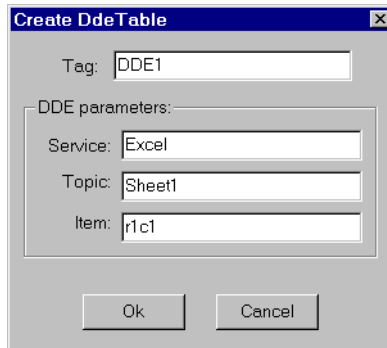 Create DdeTable
Tag: DDE1
DDE parameters:
Service: Excel
Topic: Sheet1
Item: r1c1
Ok Cancel